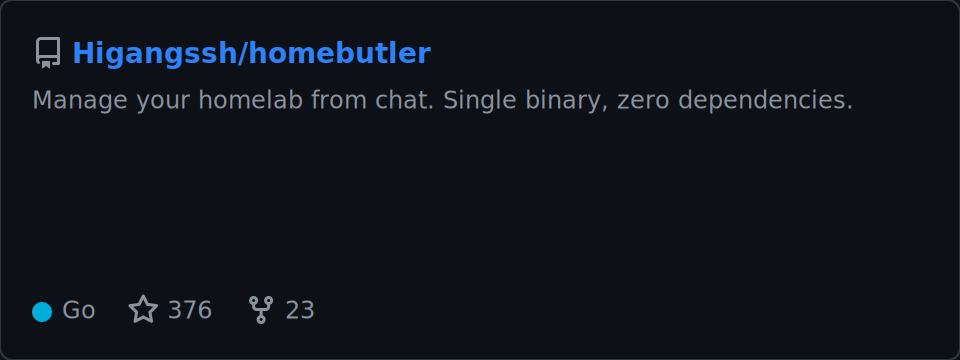 Higangssh/homebutler
Manage your homelab from chat. Single binary, zero dependencies.
Go 376 23